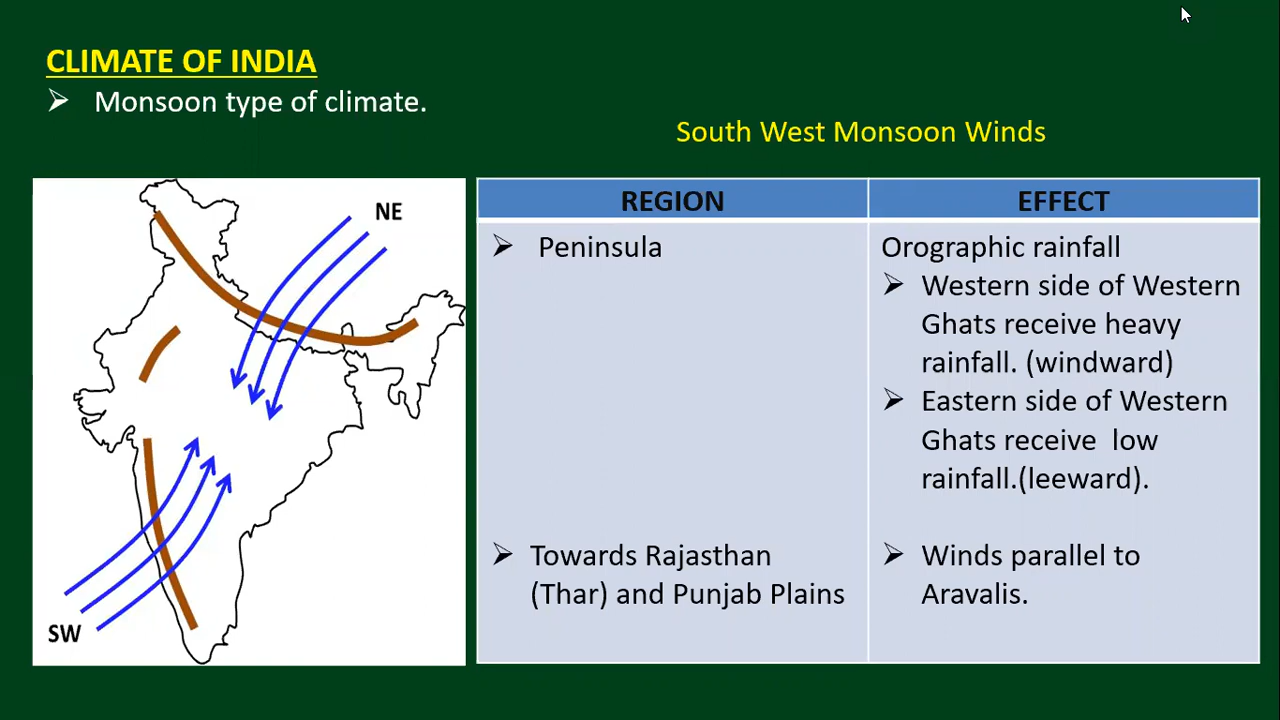 CLIMATE OF INDIA
➢ Monsoon type of climate.
South West Monsoon Winds
NE
SW
REGION
EFFECT
➢ Peninsula
Orographic rainfall
➢ Western side of Western
Ghats receive heavy
rainfall. (windward)
➢ Eastern side of Western
Ghats receive low
rainfall.(leeward).
➢ Towards Rajasthan
(Thar) and Punjab Plains
➢ Winds parallel to
Aravalis.